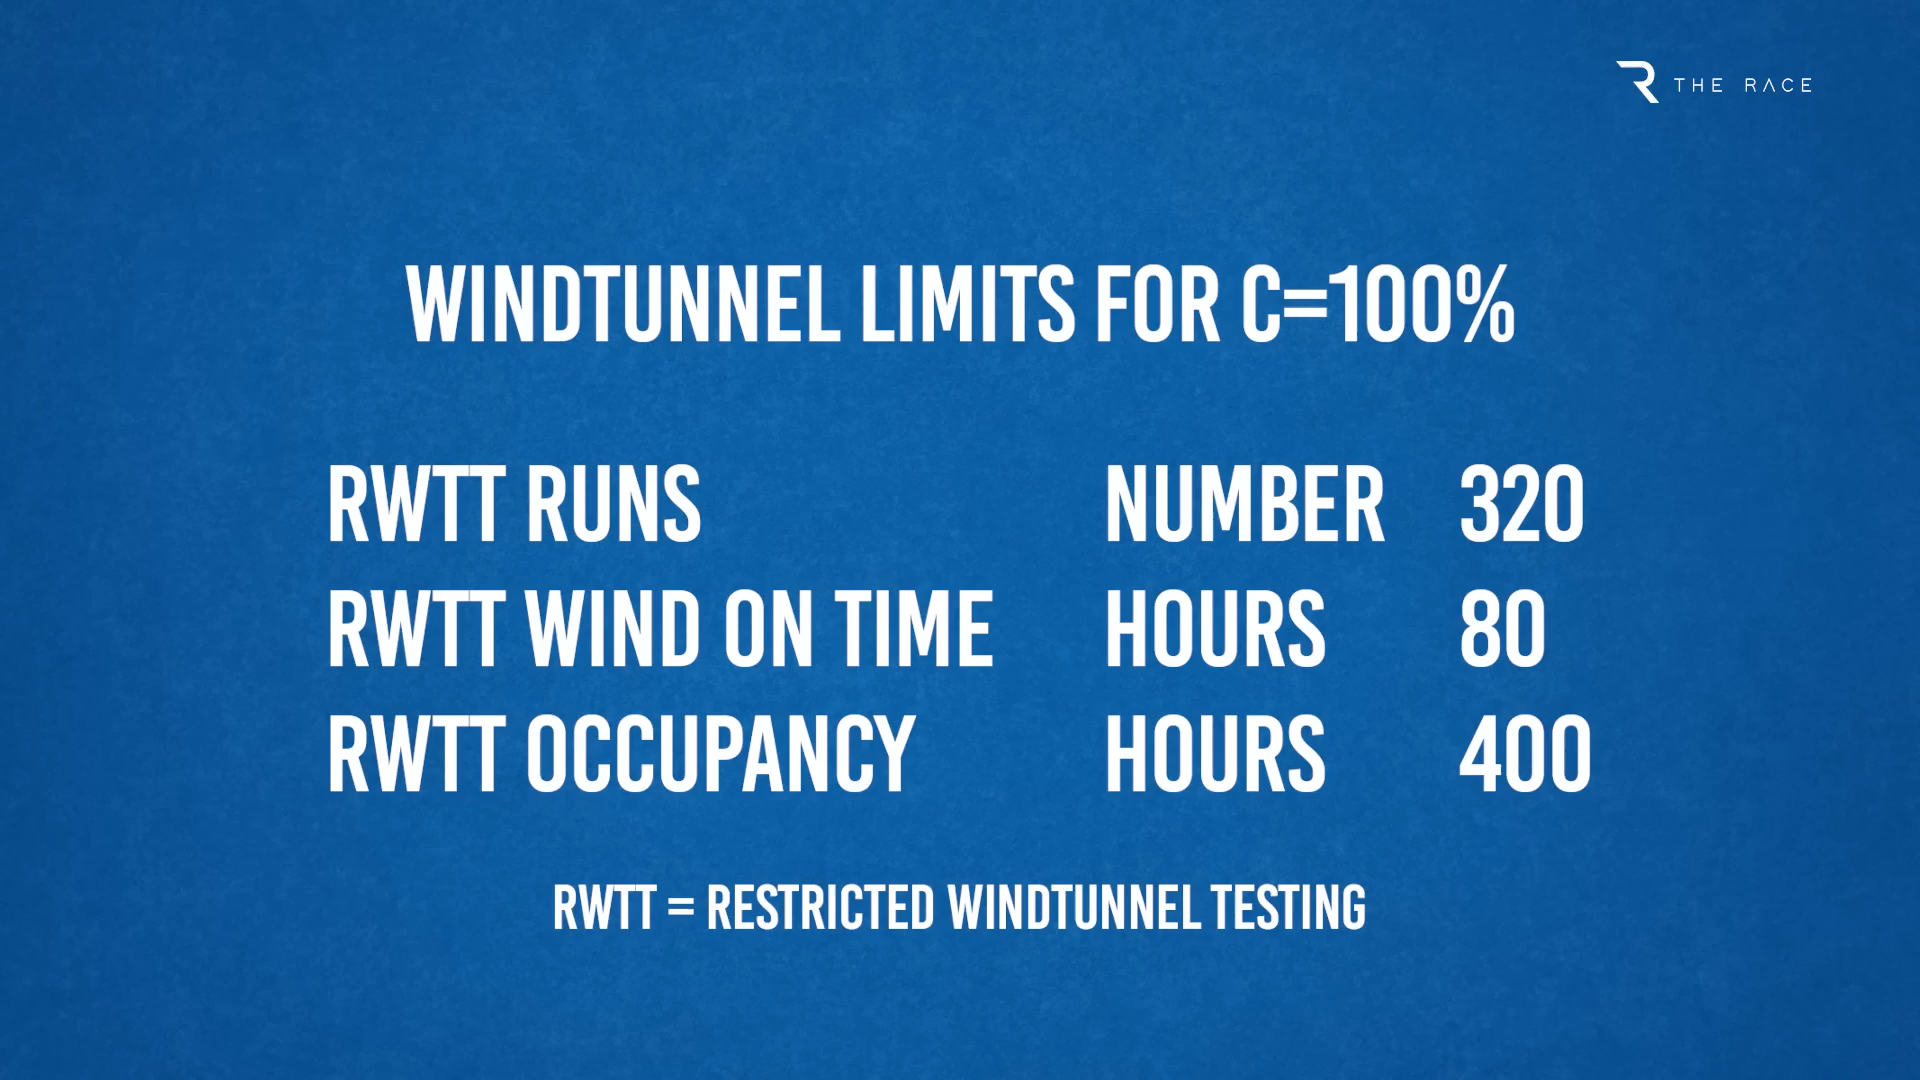 THE RACE
WINDTUNNEL LIMITS FOR C=100%
RWTT RUNS NUMBER 320
RWTT WIND ON TIME HOURS 80
RWTT OCCUPANCY HOURS 400
RWTT = RESTRICTED WINDTUNNEL TESTING